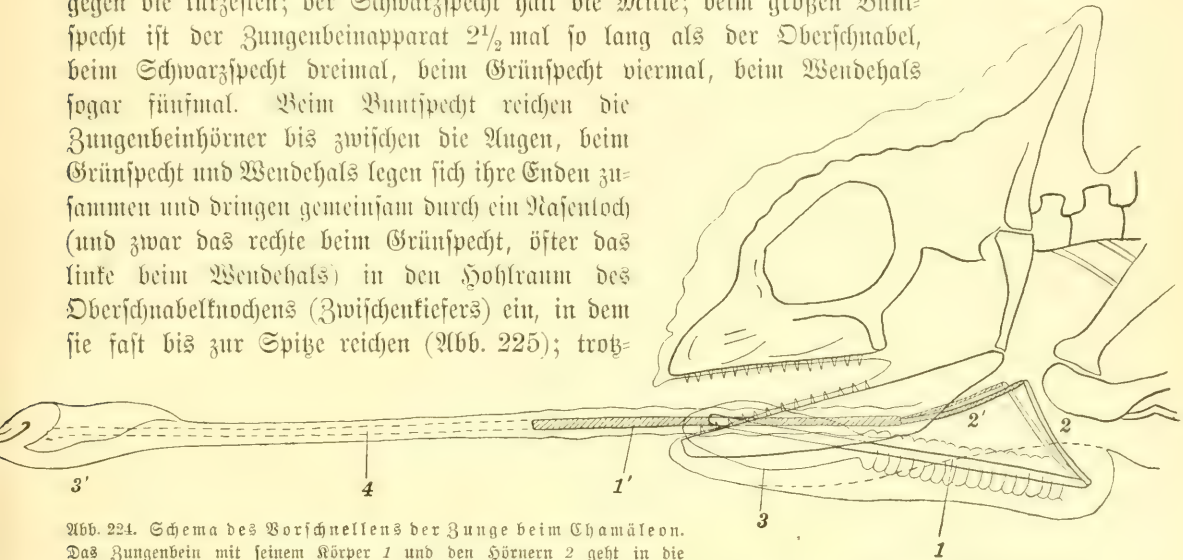 gegen die kürzesten; der Schwarzspecht hält die Mitte; beim großen Bunt-
specht ist der Zungenbeinapparat 2½ mal so lang als der Oberschnabel,
beim Schwarzspecht dreimal, beim Grünspecht viermal, beim Wendehals
sogar fünfmal. Beim Buntspecht reichen die
Zungenbeinhörner bis zwischen die Augen, beim
Grünspecht und Wendehals legen sich ihre Enden zu-
sammen und dringen gemeinsam durch ein Nasenloch
(und zwar das rechte beim Grünspecht, öfter das
linke beim Wendehals) in den Hohlraum des
Oberschnabelknochens (Zwischenkiefers) ein, in dem
sie fast bis zur Spitze reichen (Abb. 225); trotz-
2'
2
3'
4
1'
3
1
Abb. 224. Schema des Vorschnellens der Zunge beim Chamäleon.
Das Zungenbein mit seinem Körper 1 und den Hörnern 2 geht in die